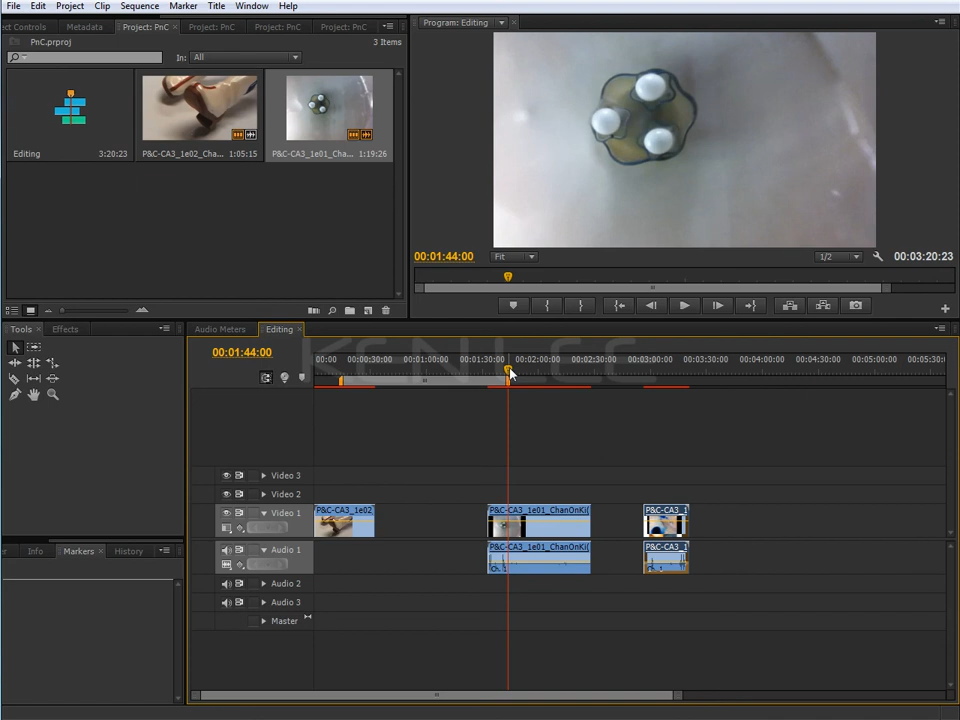 File Edit Project Clip Sequence Marker Title Window Help
ect Controls Metadata Project: PnC × Project: PnC Project: PnC Project: PnC
Program: Editing
PnC.prproj 3 Items
In: All
Editing 3:20:23 P&C-CA3_1e02_Cha... 1:05:15 P&C-CA3_1e01_Cha... 1:19:26
00:01:44:00 Fit 1/2 00:03:20:23
Tools × Effects
Audio Meters Editing ×
00:01:44:00
00:00 00:00:30:00 00:01:00:00 00:01:30:00 00:02:00:00 00:02:30:00 00:03:00:00 00:03:30:00 00:04:00:00 00:04:30:00 00:05:00:00 00:05:30:
KEN LEE
Video 3
Video 2
Video 1 P&C-CA3_1e02 P&C-CA3_1e01_ChanOnKi( P&C-CA3_1
Info Markers × History
Audio 1 P&C-CA3_1e01_ChanOnKi( P&C-CA3_1
Ch. 1
Audio 2
Audio 3
Master